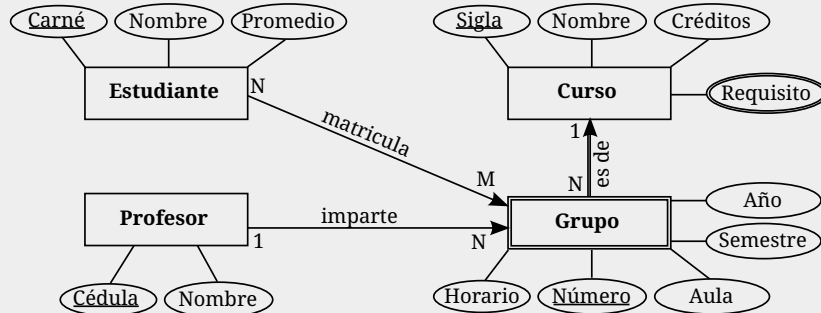 Carné Nombre Promedio
Estudiante
N
matricula
M
Sigla Nombre Créditos
Curso
Requisito
1
es de
N
Profesor
1
imparte
N
Cédula Nombre
Grupo
Año
Semestre
Horario Número Aula